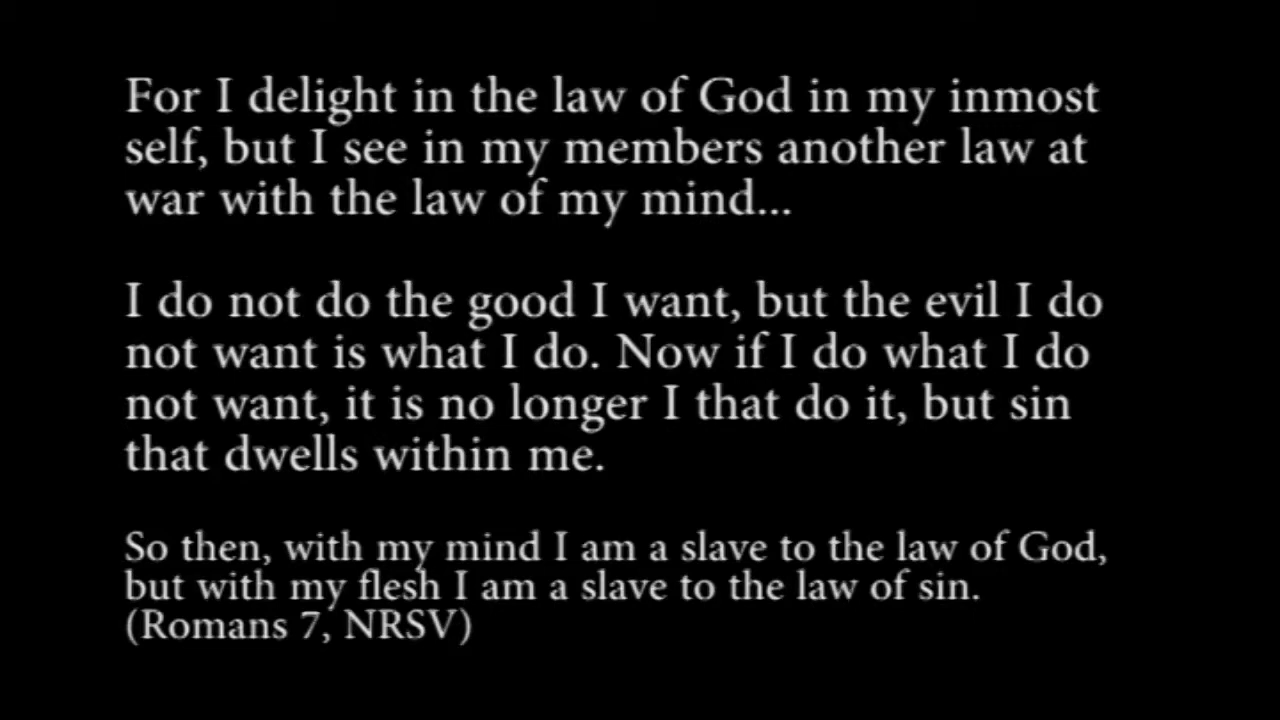 For I delight in the law of God in my inmost
self, but I see in my members another law at
war with the law of my mind...
I do not do the good I want, but the evil I do
not want is what I do. Now if I do what I do
not want, it is no longer I that do it, but sin
that dwells within me.
So then, with my mind I am a slave to the law of God,
but with my flesh I am a slave to the law of sin.
(Romans 7, NRSV)